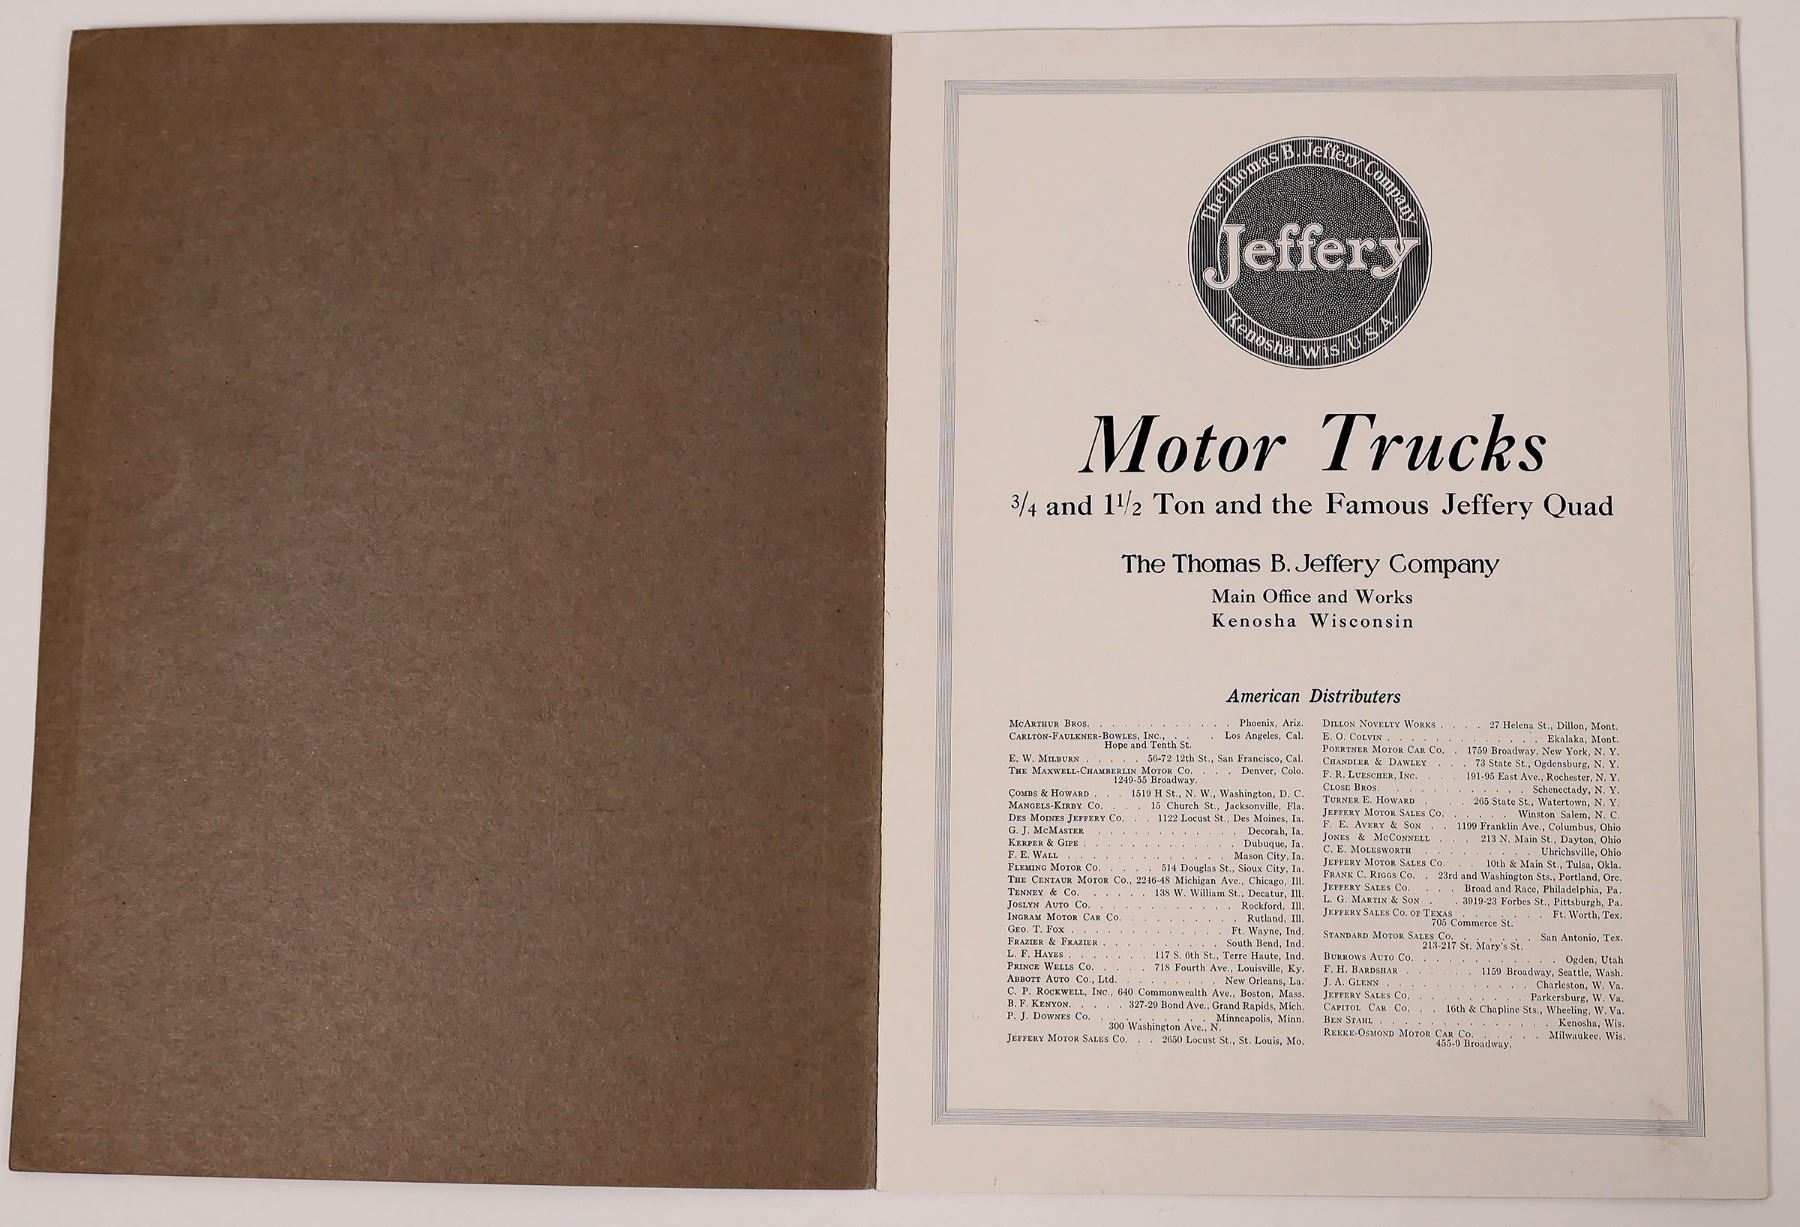 The Thomas B. Jeffery Company
Jeffery
Kenosha, Wis. U.S.A.
Motor Trucks
3/4 and 1 1/2 Ton and the Famous Jeffery Quad
The Thomas B. Jeffery Company
Main Office and Works
Kenosha Wisconsin
American Distributers
McArthur Bros. . . . . . . . . . . . Phoenix, Ariz.
Carlton-Faulkner-Bowles, Inc., . . . Los Angeles, Cal.
Hope and Tenth St.
E. W. Milburn . . . . . 56-72 12th St., San Francisco, Cal.
The Maxwell-Chamberlin Motor Co. . . . Denver, Colo.
1249-55 Broadway.
Combs & Howard . . . 1519 H St., N. W., Washington, D. C.
Mangels-Kirby Co. . . . . 15 Church St., Jacksonville, Fla.
Des Moines Jeffery Co. . . 1122 Locust St., Des Moines, Ia.
G. J. McMaster . . . . . . . . . . . . Decorah, Ia.
Kerper & Gipe . . . . . . . . . . . . . Dubuque, Ia.
F. E. Wall . . . . . . . . . . . . . Mason City, Ia.
Fleming Motor Co. . . . . . 514 Douglas St., Sioux City, Ia.
The Centaur Motor Co., 2246-48 Michigan Ave., Chicago, Ill.
Tenney & Co. . . . . . . 138 W. William St., Decatur, Ill.
Joslyn Auto Co. . . . . . . . . . . . Rockford, Ill.
Ingram Motor Car Co. . . . . . . . . . Rutland, Ill.
Geo. T. Fox . . . . . . . . . . . . Ft. Wayne, Ind.
Frazier & Frazier . . . . . . . . . South Bend, Ind.
L. F. Hayes . . . . . . . 117 S. 6th St., Terre Haute, Ind.
Prince Wells Co. . . . . 718 Fourth Ave., Louisville, Ky.
Abbott Auto Co., Ltd. . . . . . . . . New Orleans, La.
C. P. Rockwell, Inc., 640 Commonwealth Ave., Boston, Mass.
B. F. Kenyon. . . . . . 327-29 Bond Ave., Grand Rapids, Mich.
P. J. Downes Co. . . . . . . . . . . Minneapolis, Minn.
300 Washington Ave., N.
Jeffery Motor Sales Co. . . 2650 Locust St., St. Louis, Mo.
Dillon Novelty Works . . . . 27 Helena St., Dillon, Mont.
E. O. Colvin . . . . . . . . . . . . . Ekalaka, Mont.
Poertner Motor Car Co. . 1759 Broadway, New York, N. Y.
Chandler & Dawley . . . 73 State St., Ogdensburg, N. Y.
F. R. Luescher, Inc. . . . 191-95 East Ave., Rochester, N. Y.
Close Bros. . . . . . . . . . . . . Schenectady, N. Y.
Turner E. Howard . . . . 265 State St., Watertown, N. Y.
Jeffery Motor Sales Co. . . . . . . Winston Salem, N. C.
F. E. Avery & Son . . 1199 Franklin Ave., Columbus, Ohio
Jones & McConnell . . . 213 N. Main St., Dayton, Ohio
C. E. Molesworth . . . . . . . . . . Uhrichsville, Ohio
Jeffery Motor Sales Co. . . . 10th & Main St., Tulsa, Okla.
Frank C. Riggs Co. . 23rd and Washington Sts., Portland, Ore.
Jeffery Sales Co. . . . Broad and Race, Philadelphia, Pa.
L. G. Martin & Son . . 3919-23 Forbes St., Pittsburgh, Pa.
Jeffery Sales Co. of Texas . . . . . . . Ft. Worth, Tex.
705 Commerce St.
Standard Motor Sales Co. . . . . . . San Antonio, Tex.
213-217 St. Mary's St.
Burrows Auto Co. . . . . . . . . . . . . Ogden, Utah
F. H. Bardshar . . . . . . . 1159 Broadway, Seattle, Wash.
J. A. Glenn . . . . . . . . . . . . Charleston, W. Va.
Jeffery Sales Co. . . . . . . . . . Parkersburg, W. Va.
Capitol Car Co. . . . 16th & Chapline Sts., Wheeling, W. Va.
Ben Stahl . . . . . . . . . . . . . . Kenosha, Wis.
Reeke-Osmond Motor Car Co. . . . . . Milwaukee, Wis.
455-9 Broadway.